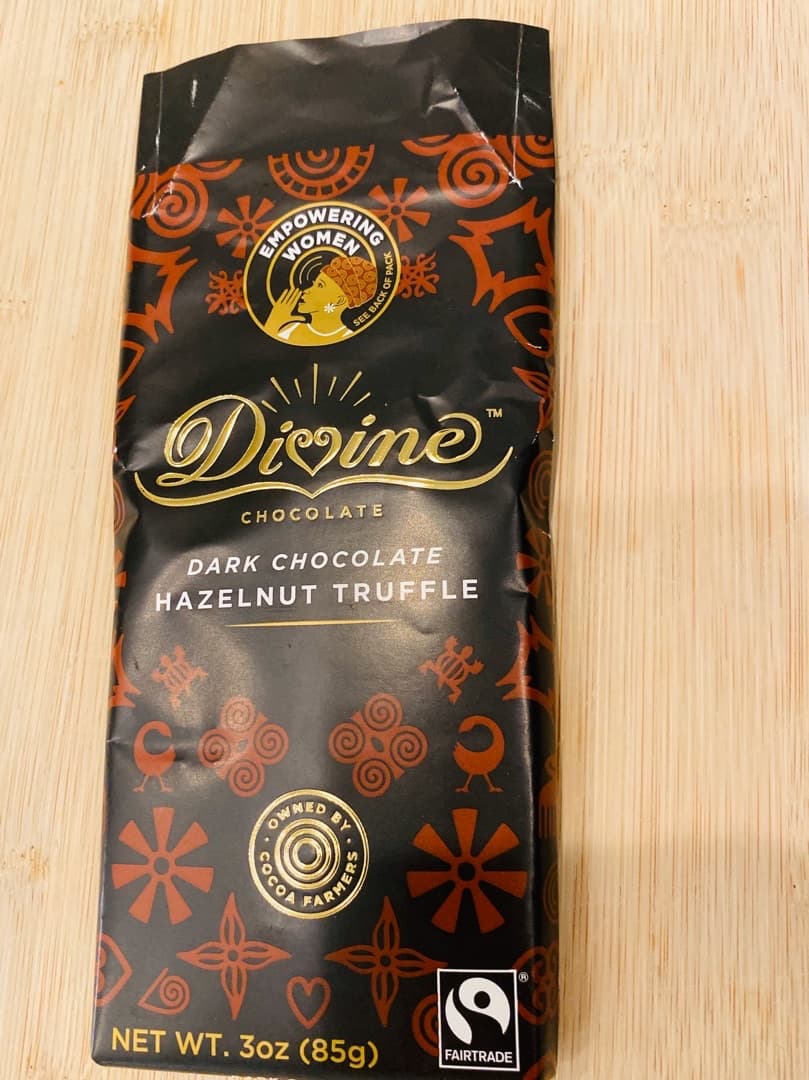 EMPOWERING
WOMEN
SEE BACK OF PACK
Divine™
CHOCOLATE
DARK CHOCOLATE
HAZELNUT TRUFFLE
OWNED BY
COCOA FARMERS
®
FAIRTRADE
NET WT. 3oz (85g)